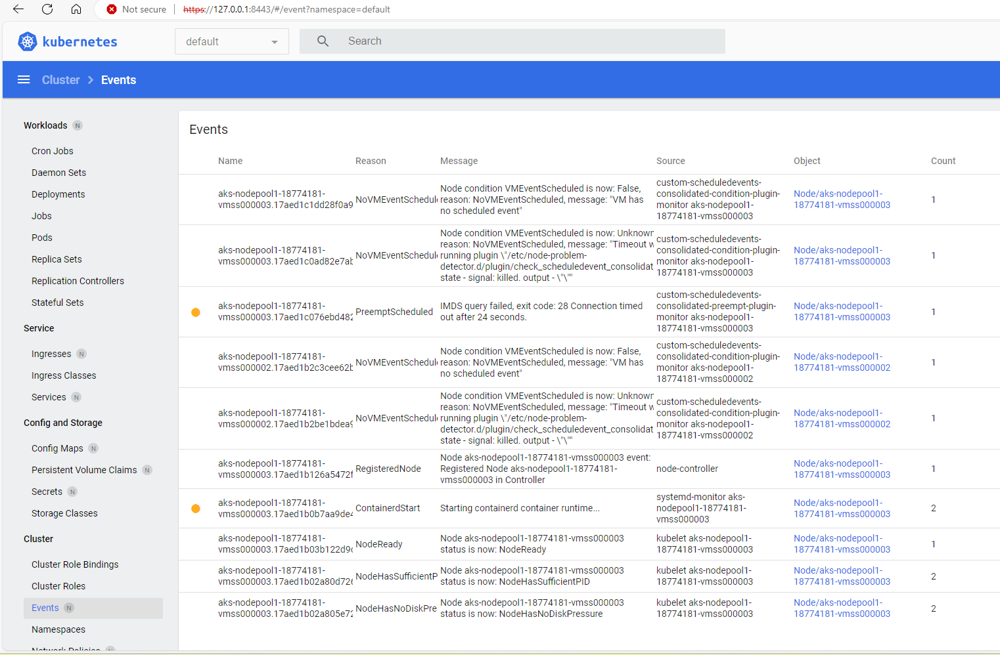 Not secure https://127.0.0.1:8443/#/event?namespace=default
kubernetes
default
Search
Cluster
Events
Workloads N
Cron Jobs
Daemon Sets
Deployments
Jobs
Pods
Replica Sets
Replication Controllers
Stateful Sets
Service
Ingresses N
Ingress Classes
Services N
Config and Storage
Config Maps N
Persistent Volume Claims N
Secrets N
Storage Classes
Cluster
Cluster Role Bindings
Cluster Roles
Events N
Namespaces
Network Policies N
Events
Name Reason Message Source Object Count
aks-nodepool1-18774181-
vmss000003.17aed1c1dd28f0a9
NoVMEventSchedule
Node condition VMEventScheduled is now: False,
reason: NoVMEventScheduled, message: "VM has
no scheduled event"
custom-scheduledevents-
consolidated-condition-plugin-
monitor aks-nodepool1-
18774181-vmss000003
Node/aks-nodepool1-
18774181-vmss000003
1
aks-nodepool1-18774181-
vmss000003.17aed1c0ad82e7ab
NoVMEventSchedule
Node condition VMEventScheduled is now: Unknown
reason: NoVMEventScheduled, message: "Timeout w
running plugin \"/etc/node-problem-
detector.d/plugin/check_scheduledevent_consolidat
state - signal: killed. output - \"\""
custom-scheduledevents-
consolidated-condition-plugin-
monitor aks-nodepool1-
18774181-vmss000003
Node/aks-nodepool1-
18774181-vmss000003
1
aks-nodepool1-18774181-
vmss000003.17aed1c076ebd482
PreemptScheduled
IMDS query failed, exit code: 28 Connection timed
out after 24 seconds.
custom-scheduledevents-
consolidated-preempt-plugin-
monitor aks-nodepool1-
18774181-vmss000003
Node/aks-nodepool1-
18774181-vmss000003
1
aks-nodepool1-18774181-
vmss000002.17aed1b2c3cee62b
NoVMEventSchedule
Node condition VMEventScheduled is now: False,
reason: NoVMEventScheduled, message: "VM has
no scheduled event"
custom-scheduledevents-
consolidated-condition-plugin-
monitor aks-nodepool1-
18774181-vmss000002
Node/aks-nodepool1-
18774181-vmss000002
1
aks-nodepool1-18774181-
vmss000002.17aed1b2be1bdea9
NoVMEventSchedule
Node condition VMEventScheduled is now: Unknown
reason: NoVMEventScheduled, message: "Timeout w
running plugin \"/etc/node-problem-
detector.d/plugin/check_scheduledevent_consolidat
state - signal: killed. output - \"\""
custom-scheduledevents-
consolidated-condition-plugin-
monitor aks-nodepool1-
18774181-vmss000002
Node/aks-nodepool1-
18774181-vmss000002
1
aks-nodepool1-18774181-
vmss000003.17aed1b126a5472f
RegisteredNode
Node aks-nodepool1-18774181-vmss000003 event:
Registered Node aks-nodepool1-18774181-
vmss000003 in Controller
node-controller
Node/aks-nodepool1-
18774181-vmss000003
1
aks-nodepool1-18774181-
vmss000003.17aed1b0b7aa9de4
ContainerdStart
Starting containerd container runtime...
systemd-monitor aks-
nodepool1-18774181-
vmss000003
Node/aks-nodepool1-
18774181-vmss000003
2
aks-nodepool1-18774181-
vmss000003.17aed1b03b122d9c
NodeReady
Node aks-nodepool1-18774181-vmss000003
status is now: NodeReady
kubelet aks-nodepool1-
18774181-vmss000003
Node/aks-nodepool1-
18774181-vmss000003
1
aks-nodepool1-18774181-
vmss000003.17aed1b02a80d726
NodeHasSufficientP
Node aks-nodepool1-18774181-vmss000003
status is now: NodeHasSufficientPID
kubelet aks-nodepool1-
18774181-vmss000003
Node/aks-nodepool1-
18774181-vmss000003
2
aks-nodepool1-18774181-
vmss000003.17aed1b02a805e72
NodeHasNoDiskPre
Node aks-nodepool1-18774181-vmss000003
status is now: NodeHasNoDiskPressure
kubelet aks-nodepool1-
18774181-vmss000003
Node/aks-nodepool1-
18774181-vmss000003
2